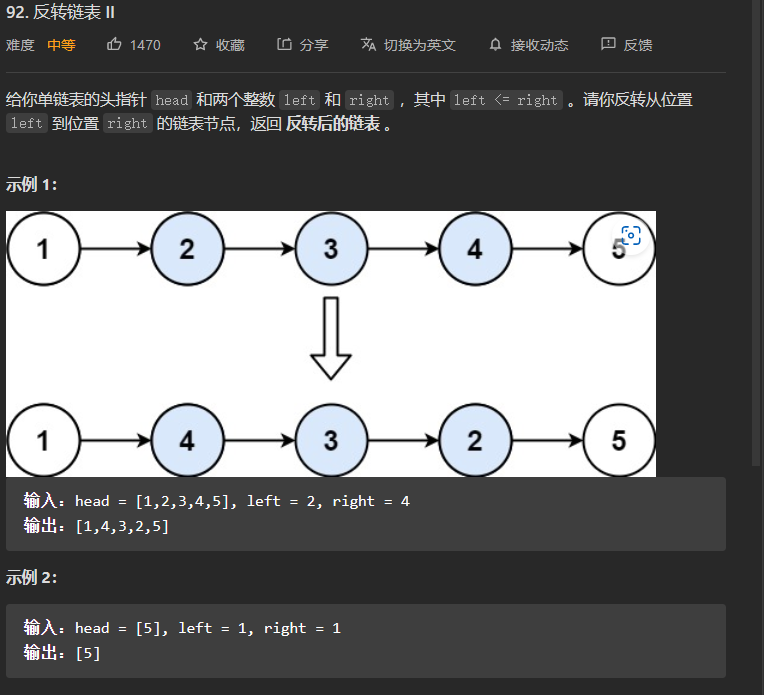 92. 反转链表 II
难度 中等 1470 收藏 分享 切换为英文 接收动态 反馈
给你单链表的头指针 head 和两个整数 left 和 right ，其中 left <= right 。请你反转从位置
left 到位置 right 的链表节点，返回 反转后的链表 。
示例 1：
1 2 3 4 5
1 4 3 2 5
输入：head = [1,2,3,4,5], left = 2, right = 4
输出：[1,4,3,2,5]
示例 2：
输入：head = [5], left = 1, right = 1
输出：[5]